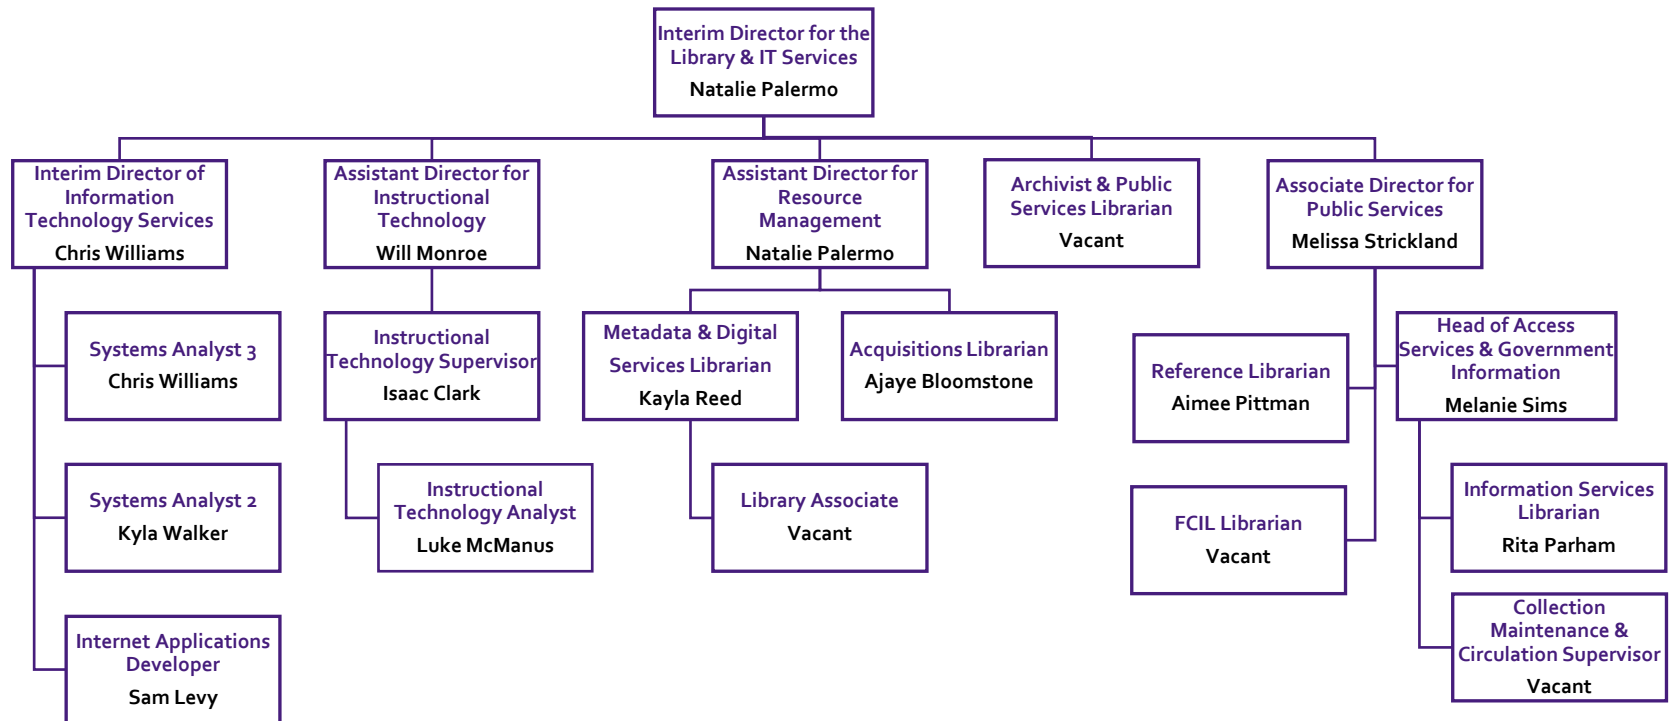 Interim Director for the
Library & IT Services
Natalie Palermo
Interim Director of
Information
Technology Services
Chris Williams
Assistant Director for
Instructional
Technology
Will Monroe
Assistant Director for
Resource
Management
Natalie Palermo
Archivist & Public
Services Librarian
Vacant
Associate Director for
Public Services
Melissa Strickland
Systems Analyst 3
Chris Williams
Instructional
Technology Supervisor
Isaac Clark
Metadata & Digital
Services Librarian
Kayla Reed
Acquisitions Librarian
Ajaye Bloomstone
Reference Librarian
Aimee Pittman
Head of Access
Services & Government
Information
Melanie Sims
Systems Analyst 2
Kyla Walker
Instructional
Technology Analyst
Luke McManus
Library Associate
Vacant
FCIL Librarian
Vacant
Information Services
Librarian
Rita Parham
Internet Applications
Developer
Sam Levy
Collection
Maintenance &
Circulation Supervisor
Vacant